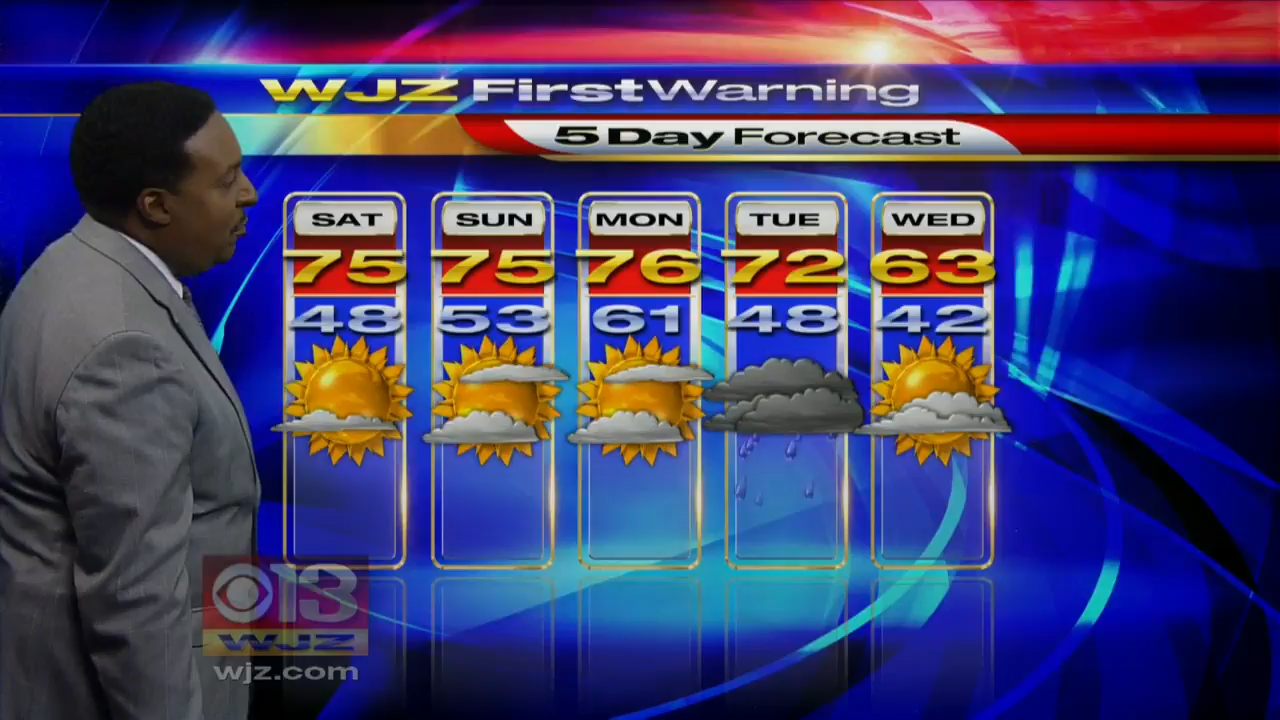 WJZ FirstWarning
5 Day Forecast
SAT SUN MON TUE WED
75 75 76 72 63
48 53 61 48 42
13
WJZ
wjz.com